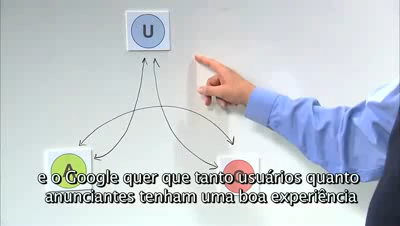 U
A
e o Google quer que tanto usuários quanto
anunciantes tenham uma boa experiência